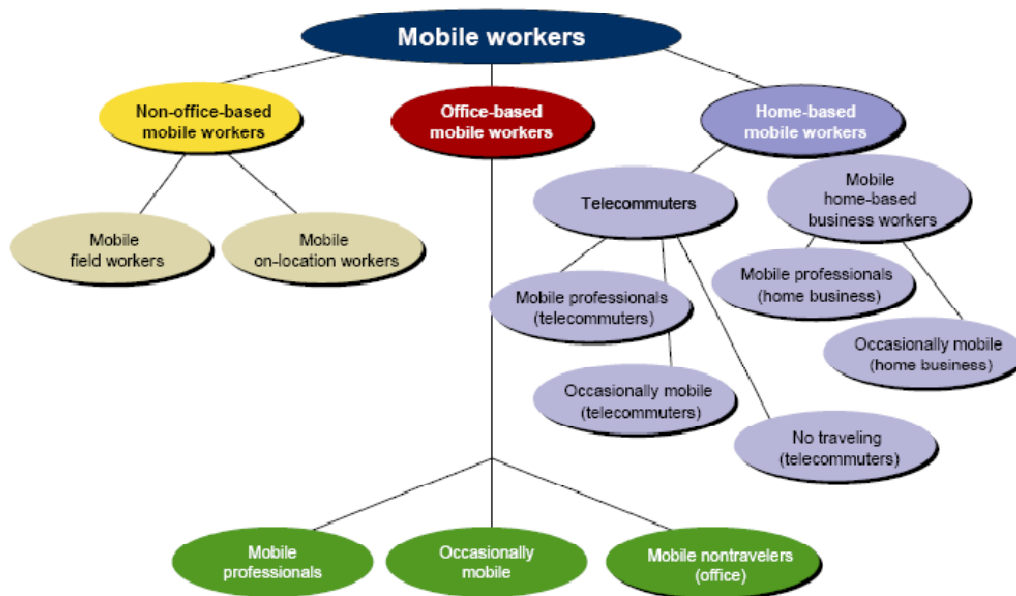 Mobile workers
Non-office-based
mobile workers
Office-based
mobile workers
Home-based
mobile workers
Mobile
field workers
Mobile
on-location workers
Telecommuters
Mobile
home-based
business workers
Mobile professionals
(telecommuters)
Mobile professionals
(home business)
Occasionally mobile
(home business)
Occasionally mobile
(telecommuters)
No traveling
(telecommuters)
Mobile
professionals
Occasionally
mobile
Mobile nontravelers
(office)